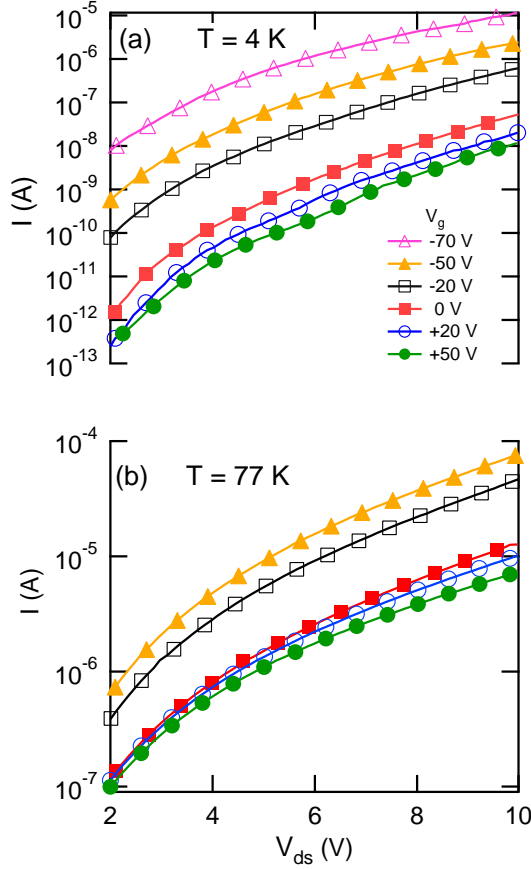 (a) T = 4 K
I (A)
10⁻⁵
10⁻⁶
10⁻⁷
10⁻⁸
10⁻⁹
10⁻¹⁰
10⁻¹¹
10⁻¹²
10⁻¹³
V_g
-70 V
-50 V
-20 V
0 V
+20 V
+50 V
(b) T = 77 K
I (A)
10⁻⁴
10⁻⁵
10⁻⁶
10⁻⁷
2 4 6 8 10
V_ds (V)